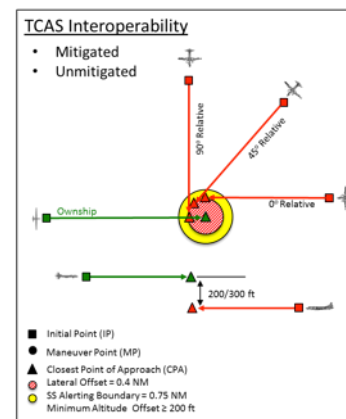 TCAS Interoperability
• Mitigated
• Unmitigated
90° Relative
45° Relative
0° Relative
Ownship
200/300 ft
Initial Point (IP)
Maneuver Point (MP)
Closest Point of Approach (CPA)
Lateral Offset = 0.4 NM
SS Alerting Boundary = 0.75 NM
Minimum Altitude Offset ≥ 200 ft